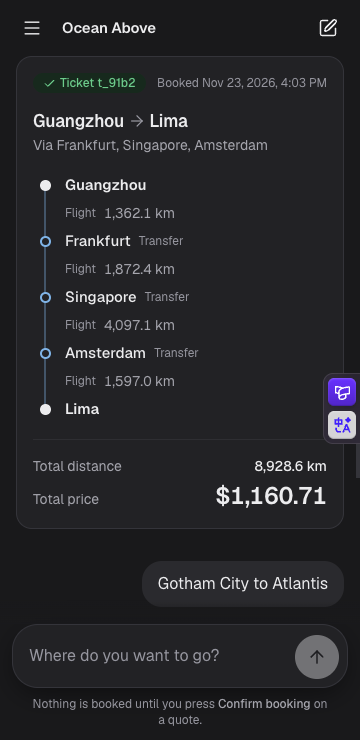 Ocean Above
Ticket t_91b2 Booked Nov 23, 2026, 4:03 PM
Guangzhou → Lima
Via Frankfurt, Singapore, Amsterdam
Guangzhou
Flight 1,362.1 km
Frankfurt Transfer
Flight 1,872.4 km
Singapore Transfer
Flight 4,097.1 km
Amsterdam Transfer
Flight 1,597.0 km
Lima
Total distance 8,928.6 km
Total price $1,160.71
中A
Gotham City to Atlantis
Where do you want to go?
Nothing is booked until you press Confirm booking on
a quote.